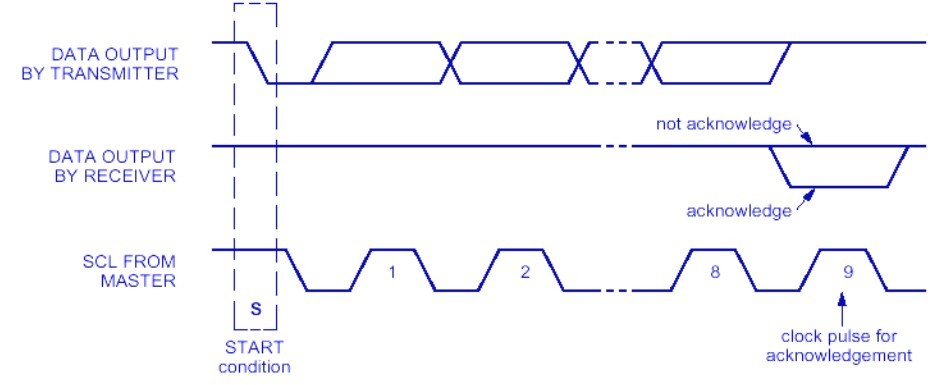 DATA OUTPUT
BY TRANSMITTER
not acknowledge
DATA OUTPUT
BY RECEIVER
acknowledge
SCL FROM
MASTER
1
2
8
9
S
START
condition
clock pulse for
acknowledgement